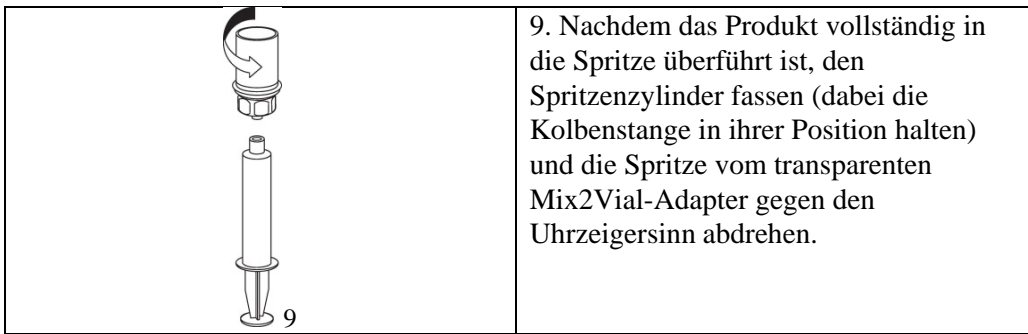 9
9. Nachdem das Produkt vollständig in
die Spritze überführt ist, den
Spritzenzylinder fassen (dabei die
Kolbenstange in ihrer Position halten)
und die Spritze vom transparenten
Mix2Vial-Adapter gegen den
Uhrzeigersinn abdrehen.